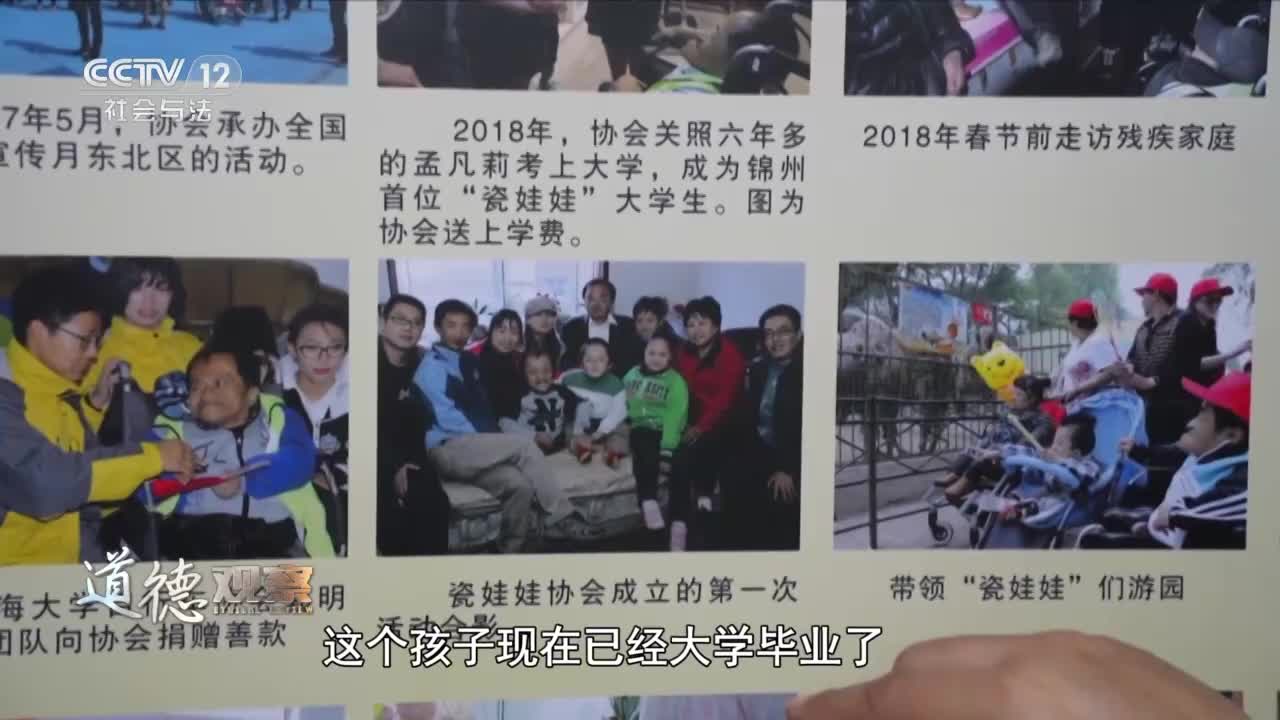 CCTV 12
社会与法
7年5月，协会承办全国
宣传月东北区的活动。
2018年，协会关照六年多
的孟凡莉考上大学，成为锦州
首位“瓷娃娃”大学生。图为
协会送上学费。
2018年春节前走访残疾家庭
道德观察
海大学
明
团队向协会捐赠善款
瓷娃娃协会成立的第一次
活动合影
带领“瓷娃娃”们游园
这个孩子现在已经大学毕业了